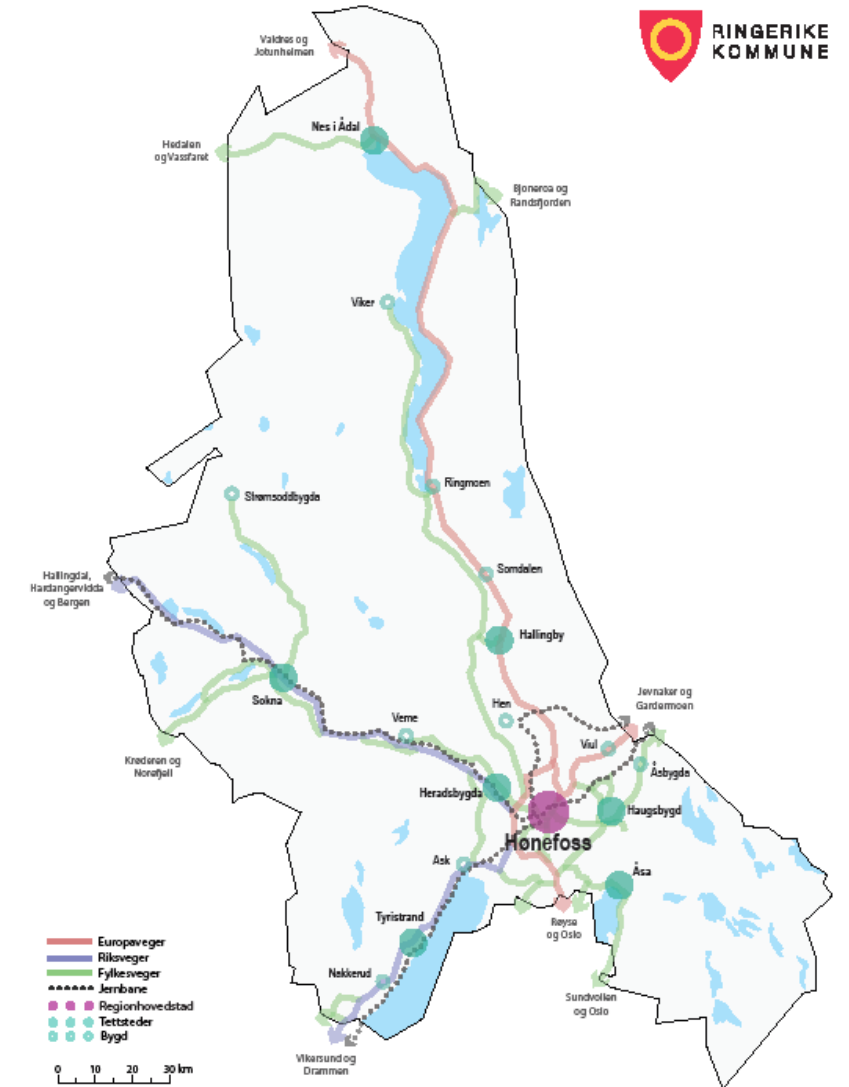 RINGERIKE
KOMMUNE
Valdres og
Jotunheimen
Nes i Ådal
Hedalen
og Vassfaret
Bjoneroa og
Randsfjorden
Viker
Ringmoen
Strømsoddbygda
Somdalen
Hallingdal,
Hardangervidda
og Bergen
Hallingby
Sokna
Jevnaker og
Gardermoen
Hen
Veme
Viul
Krøderen og
Norefjell
Åsbygda
Heradsbygda
Haugsbygd
Hønefoss
Ask
Åsa
Tyristrand
Røyse
og Oslo
Nakkerud
Sundvollen
og Oslo
Vikersund og
Drammen
Europaveger
Riksveger
Fylkesveger
Jernbane
Regionhovedstad
Tettsteder
Bygd
0 10 20 30 km